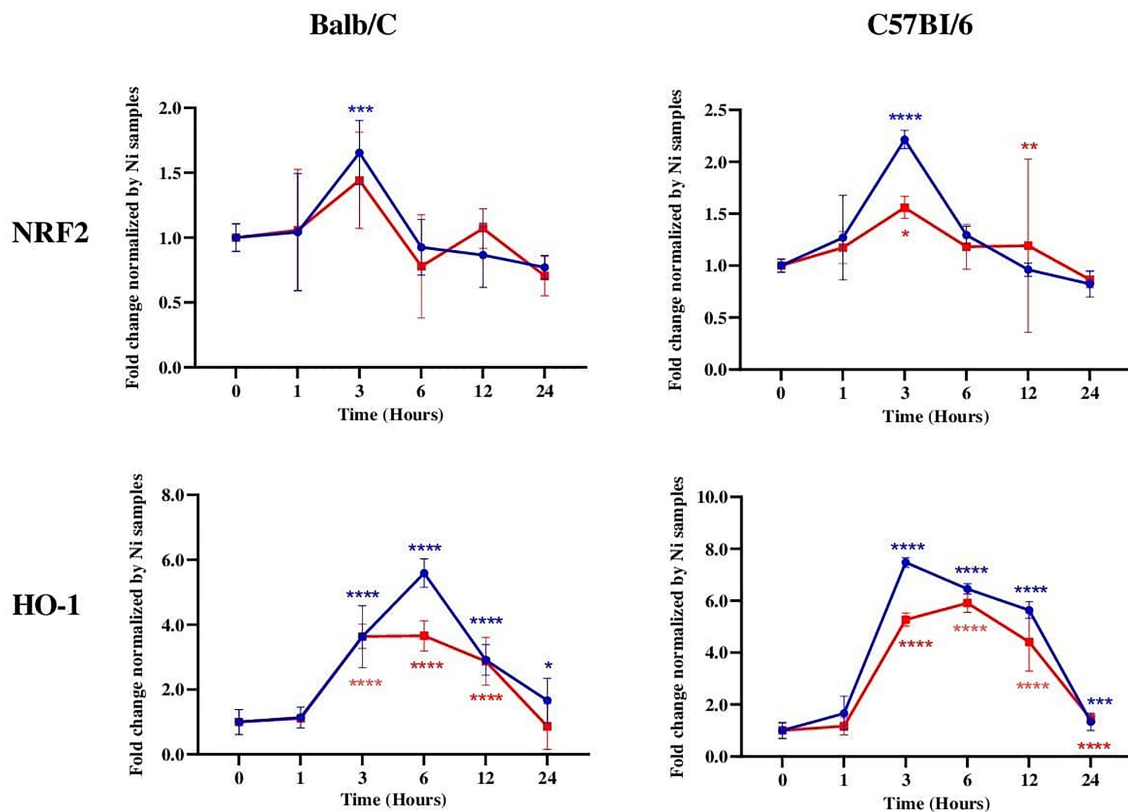 Balb/C
C57BI/6
NRF2
Fold change normalized by Ni samples
2.0
1.5
1.0
0.5
0.0
***
0 1 3 6 12 24
Time (Hours)
Fold change normalized by Ni samples
2.5
2.0
1.5
1.0
0.5
0.0
****
*
**
0 1 3 6 12 24
Time (Hours)
HO-1
Fold change normalized by Ni samples
8.0
6.0
4.0
2.0
0.0
****
****
****
****
****
****
*
0 1 3 6 12 24
Time (Hours)
Fold change normalized by Ni samples
10.0
8.0
6.0
4.0
2.0
0.0
****
****
****
****
****
****
***
****
0 1 3 6 12 24
Time (Hours)